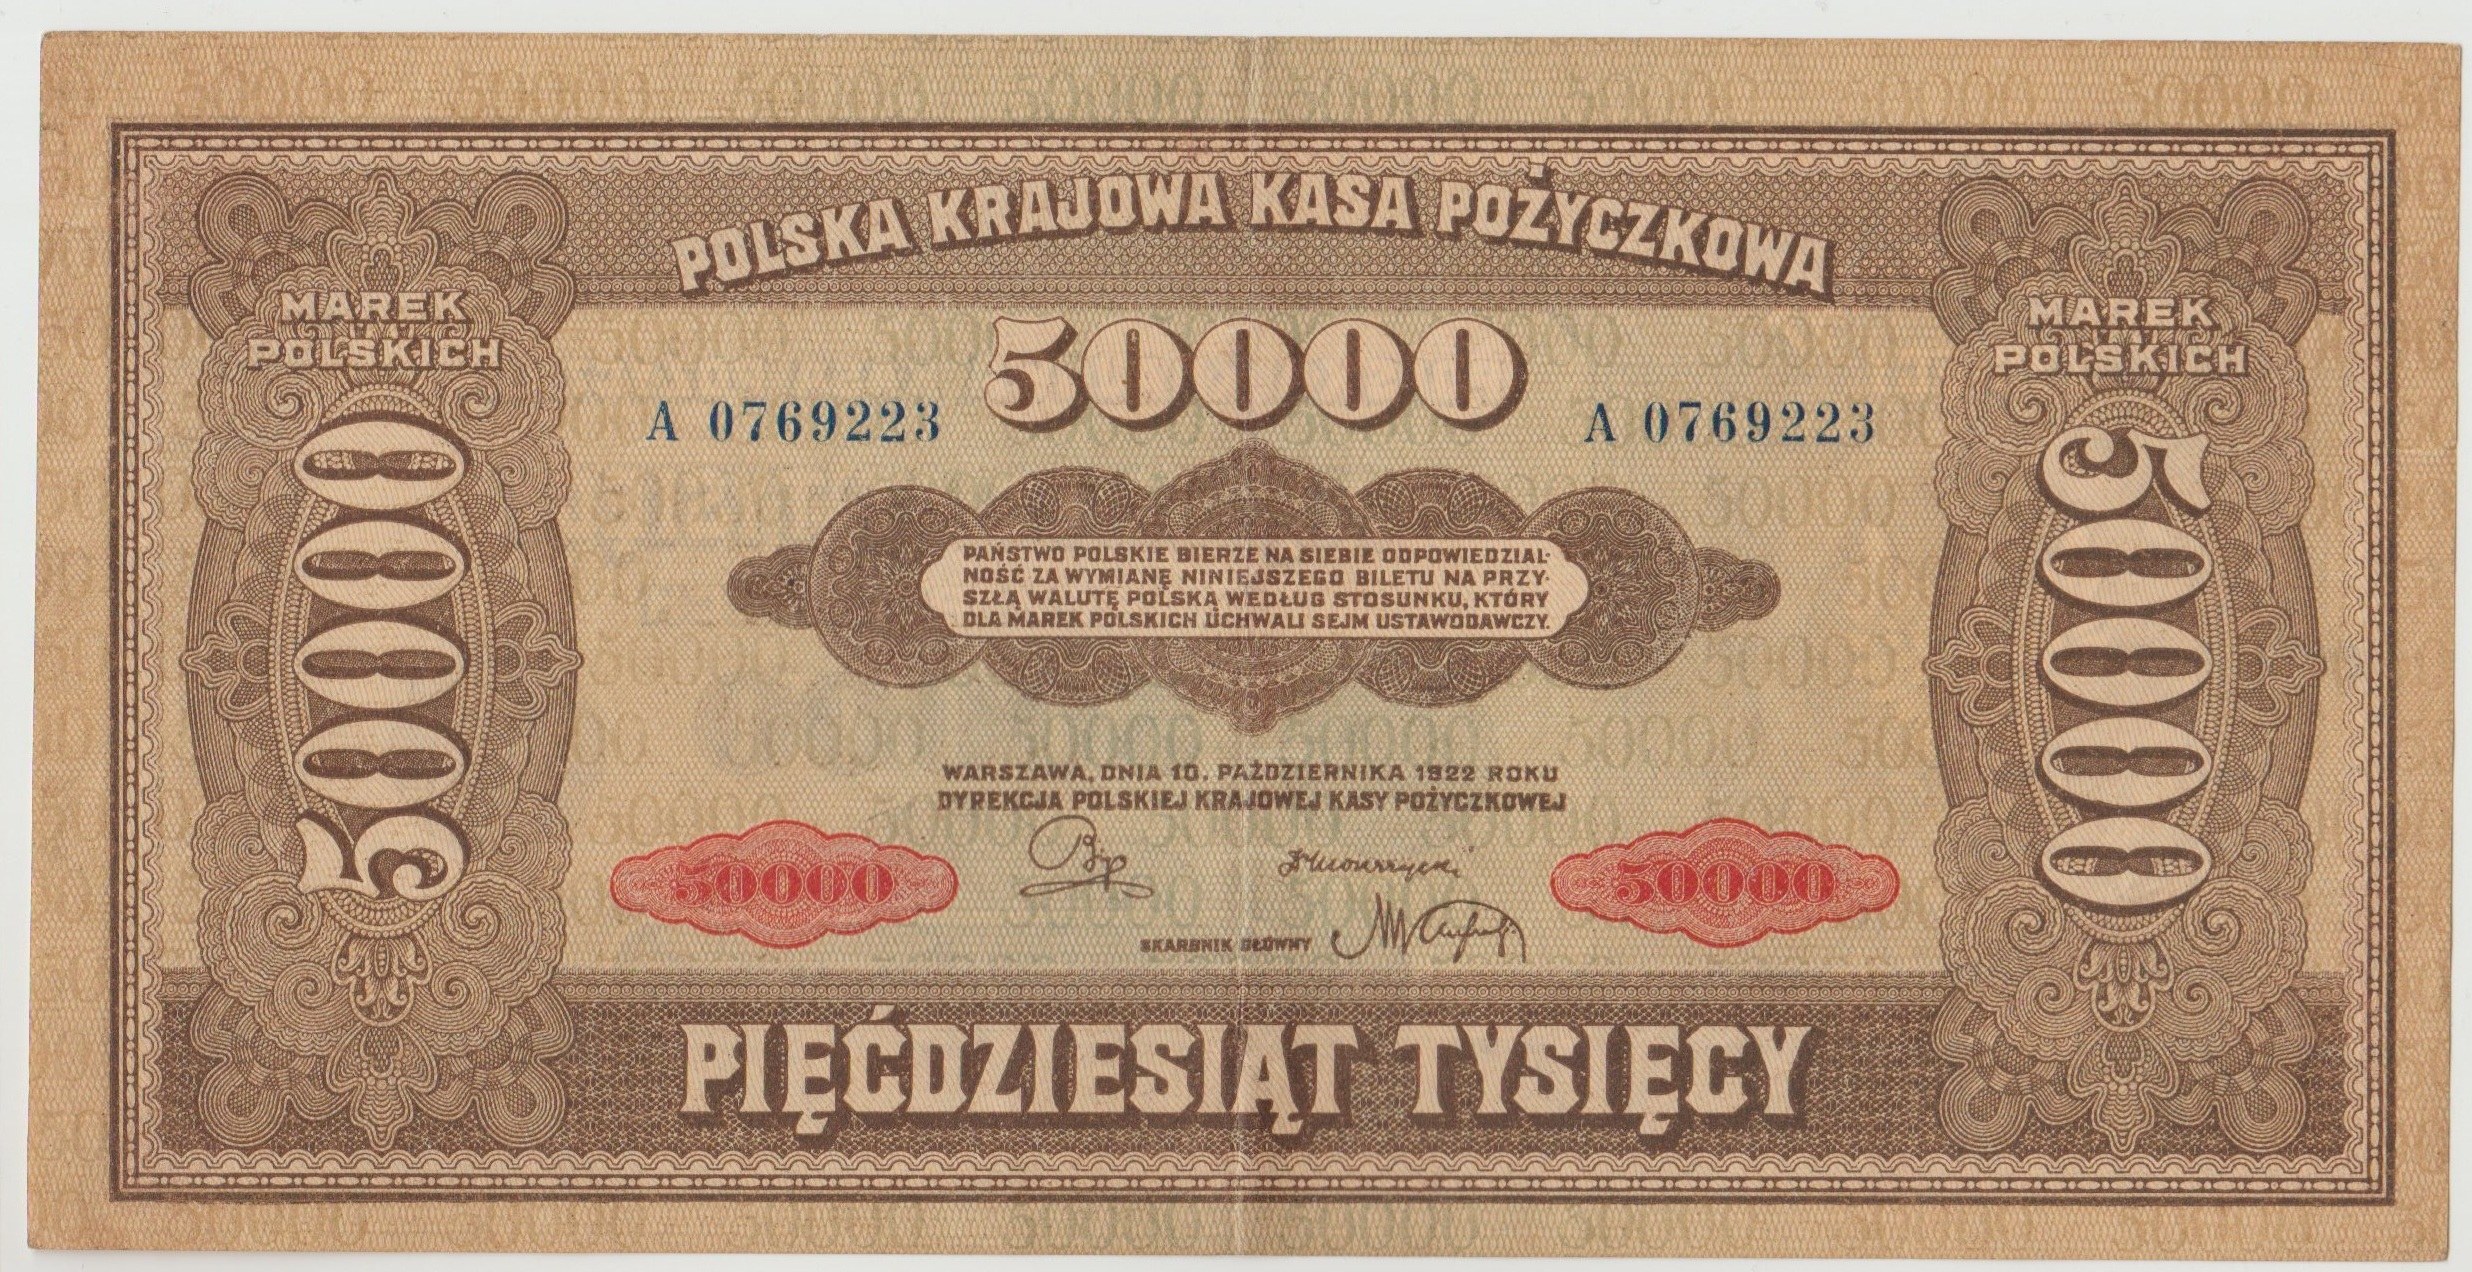 POLSKA KRAJOWA KASA POŻYCZKOWA
MAREK
POLSKICH
50000
MAREK
POLSKICH
50000
50000
A 0769223
A 0769223
PAŃSTWO POLSKIE BIERZE NA SIEBIE ODPOWIEDZIAL-
NOŚĆ ZA WYMIANĘ NINIEJSZEGO BILETU NA PRZY-
SZŁĄ WALUTĘ POLSKĄ WEDŁUG STOSUNKU, KTÓRY
DLA MAREK POLSKICH UCHWALI SEJM USTAWODAWCZY.
WARSZAWA, DNIA 10. PAŹDZIERNIKA 1922 ROKU
DYREKCJA POLSKIEJ KRAJOWEJ KASY POŻYCZKOWEJ
50000
50000
SKARBNIK GŁÓWNY
PIĘĆDZIESIĄT TYSIĘCY